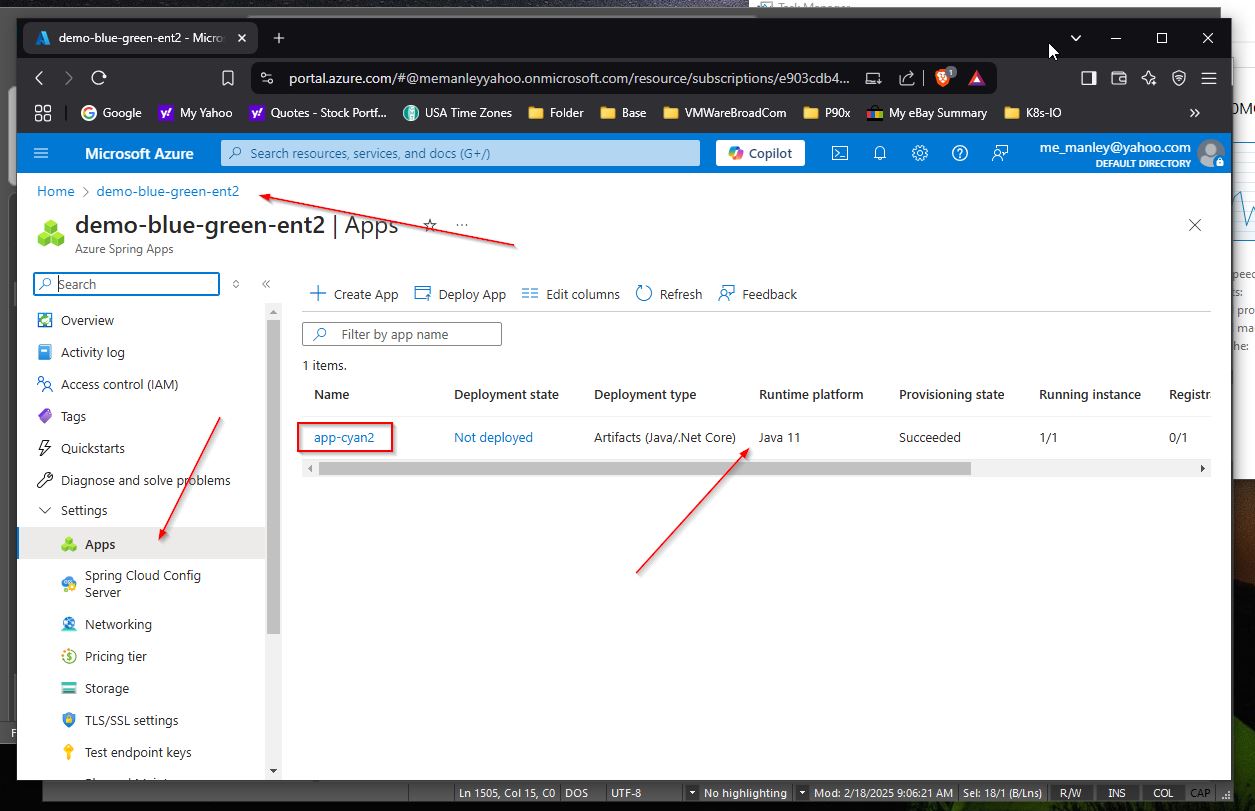 Task Manager
demo-blue-green-ent2 - Micro
portal.azure.com/#@memanleyyahoo.onmicrosoft.com/resource/subscriptions/e903cdb4...
1
Google My Yahoo Quotes - Stock Portf... USA Time Zones Folder Base VMWareBroadCom P90x My eBay Summary K8s-IO
Microsoft Azure
Search resources, services, and docs (G+/)
Copilot
me_manley@yahoo.com
DEFAULT DIRECTORY
Home > demo-blue-green-ent2
demo-blue-green-ent2 | Apps
Azure Spring Apps
Search
Create App Deploy App Edit columns Refresh Feedback
Filter by app name
1 items.
Name Deployment state Deployment type Runtime platform Provisioning state Running instance Registr
app-cyan2 Not deployed Artifacts (Java/.Net Core) Java 11 Succeeded 1/1 0/1
Overview
Activity log
Access control (IAM)
Tags
Quickstarts
Diagnose and solve problems
Settings
Apps
Spring Cloud Config
Server
Networking
Pricing tier
Storage
TLS/SSL settings
Test endpoint keys
Ln 1505, Col 15, C0 DOS UTF-8 No highlighting Mod: 2/18/2025 9:06:21 AM Sel: 18/1 (B/Lns) R/W INS COL CAP